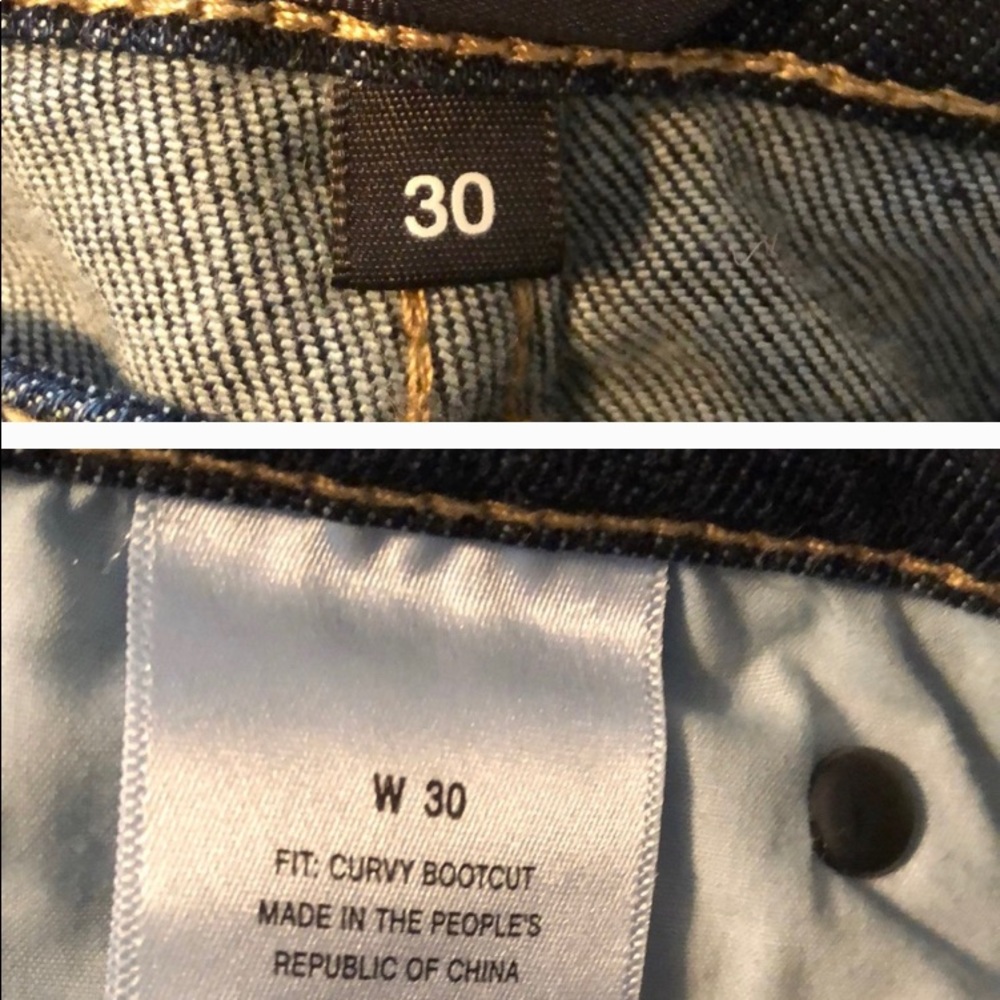 30
W 30
FIT: CURVY BOOTCUT
MADE IN THE PEOPLE'S
REPUBLIC OF CHINA